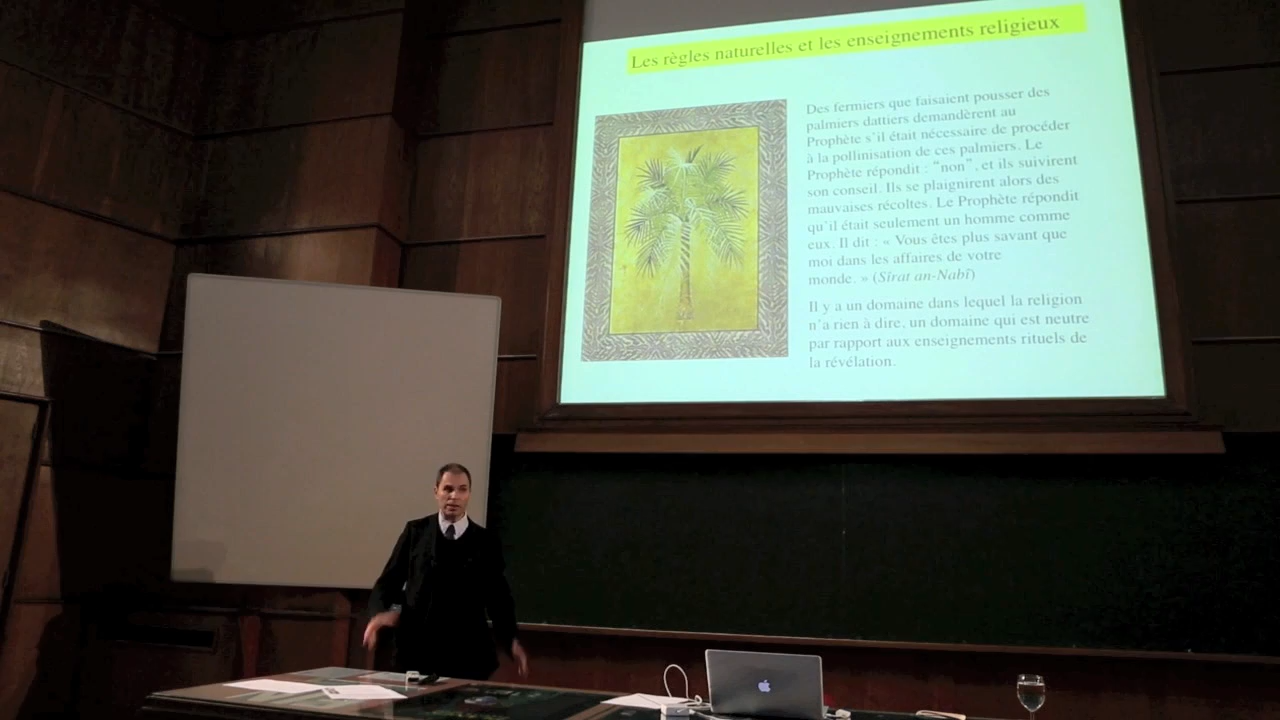 Les règles naturelles et les enseignements religieux
Des fermiers que faisaient pousser des
palmiers dattiers demandèrent au
Prophète s'il était nécessaire de procéder
à la pollinisation de ces palmiers. Le
Prophète répondit : “non”, et ils suivirent
son conseil. Ils se plaignirent alors des
mauvaises récoltes. Le Prophète répondit
qu'il était seulement un homme comme
eux. Il dit : « Vous êtes plus savant que
moi dans les affaires de votre
monde. » (Sîrat an-Nabî)
Il y a un domaine dans lequel la religion
n'a rien à dire, un domaine qui est neutre
par rapport aux enseignements rituels de
la révélation.